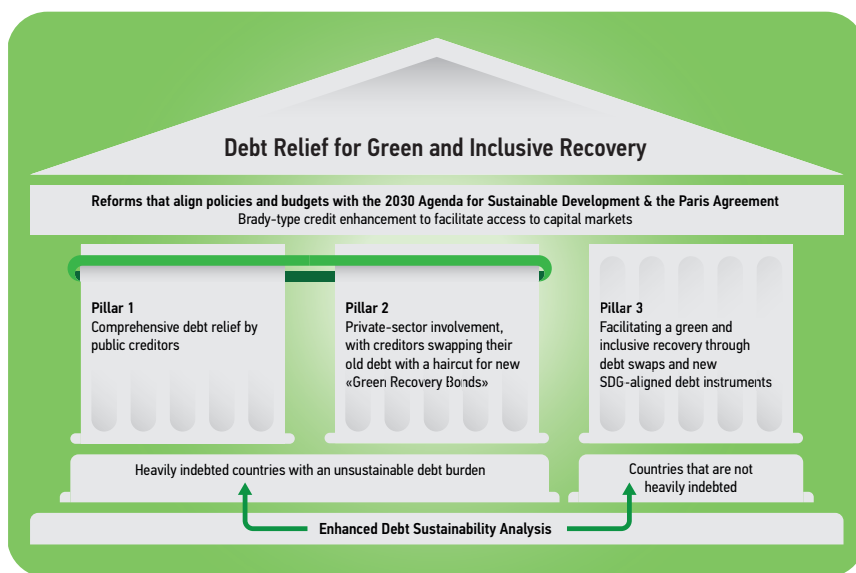 Debt Relief for Green and Inclusive Recovery
Reforms that align policies and budgets with the 2030 Agenda for Sustainable Development & the Paris Agreement
Brady-type credit enhancement to facilitate access to capital markets
Pillar 1
Comprehensive debt relief by
public creditors
Pillar 2
Private-sector involvement,
with creditors swapping their
old debt with a haircut for new
«Green Recovery Bonds»
Pillar 3
Facilitating a green and
inclusive recovery through
debt swaps and new
SDG-aligned debt instruments
Heavily indebted countries with an unsustainable debt burden
Countries that are not
heavily indebted
Enhanced Debt Sustainability Analysis